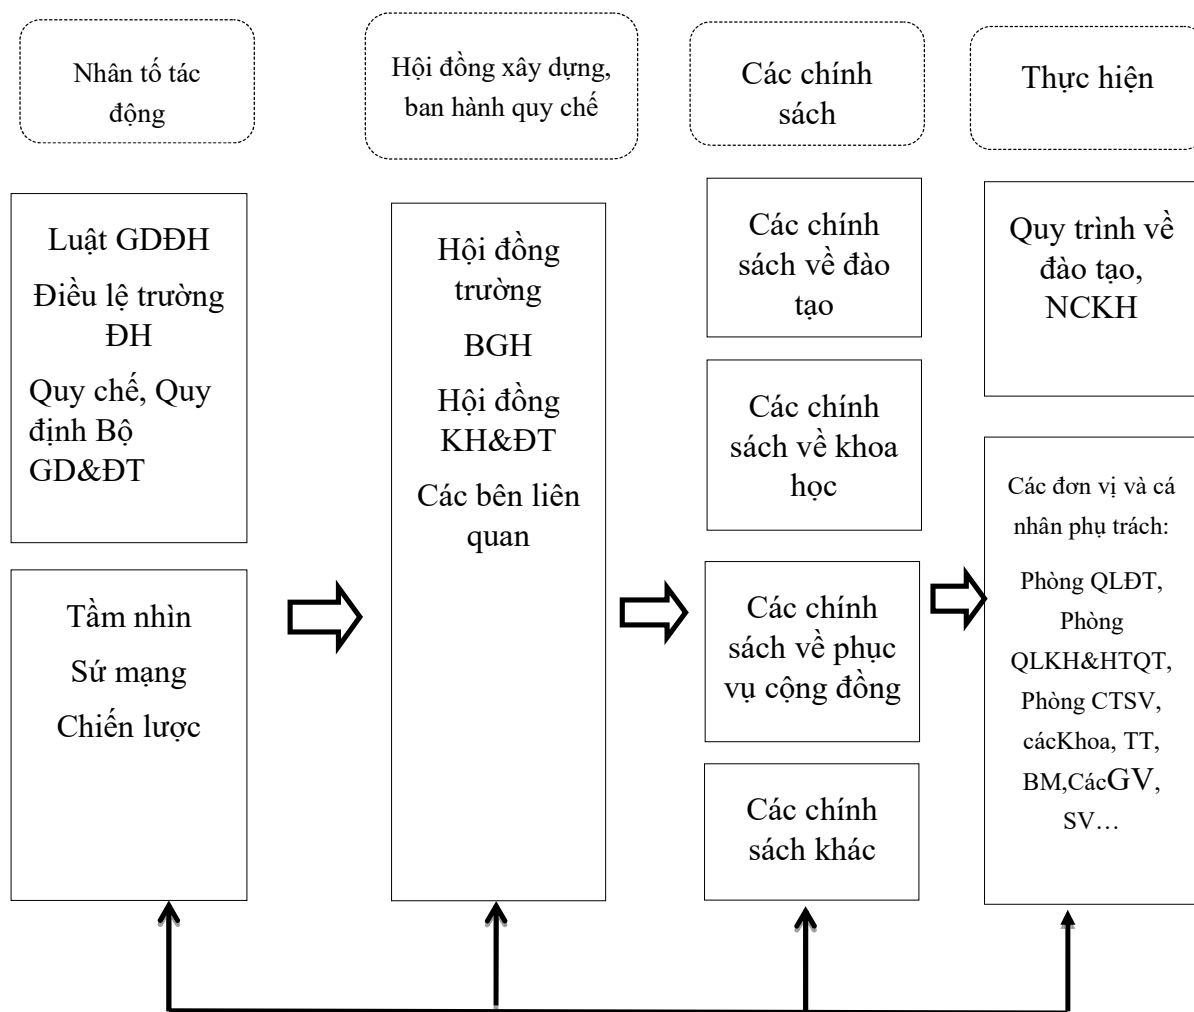 Nhân tố tác
động
Hội đồng xây dựng,
ban hành quy chế
Các chính
sách
Thực hiện
Luật GDĐH
Điều lệ trường
ĐH
Quy chế, Quy
định Bộ
GD&ĐT
Tầm nhìn
Sứ mạng
Chiến lược
Hội đồng
trường
BGH
Hội đồng
KH&ĐT
Các bên liên
quan
Các chính
sách về đào
tạo
Các chính
sách về khoa
học
Các chính
sách về phục
vụ cộng đồng
Các chính
sách khác
Quy trình về
đào tạo,
NCKH
Các đơn vị và cá
nhân phụ trách:
Phòng QLĐT,
Phòng
QLKH&HTQT,
Phòng CTSV,
cácKhoa, TT,
BM,CácGV,
SV…